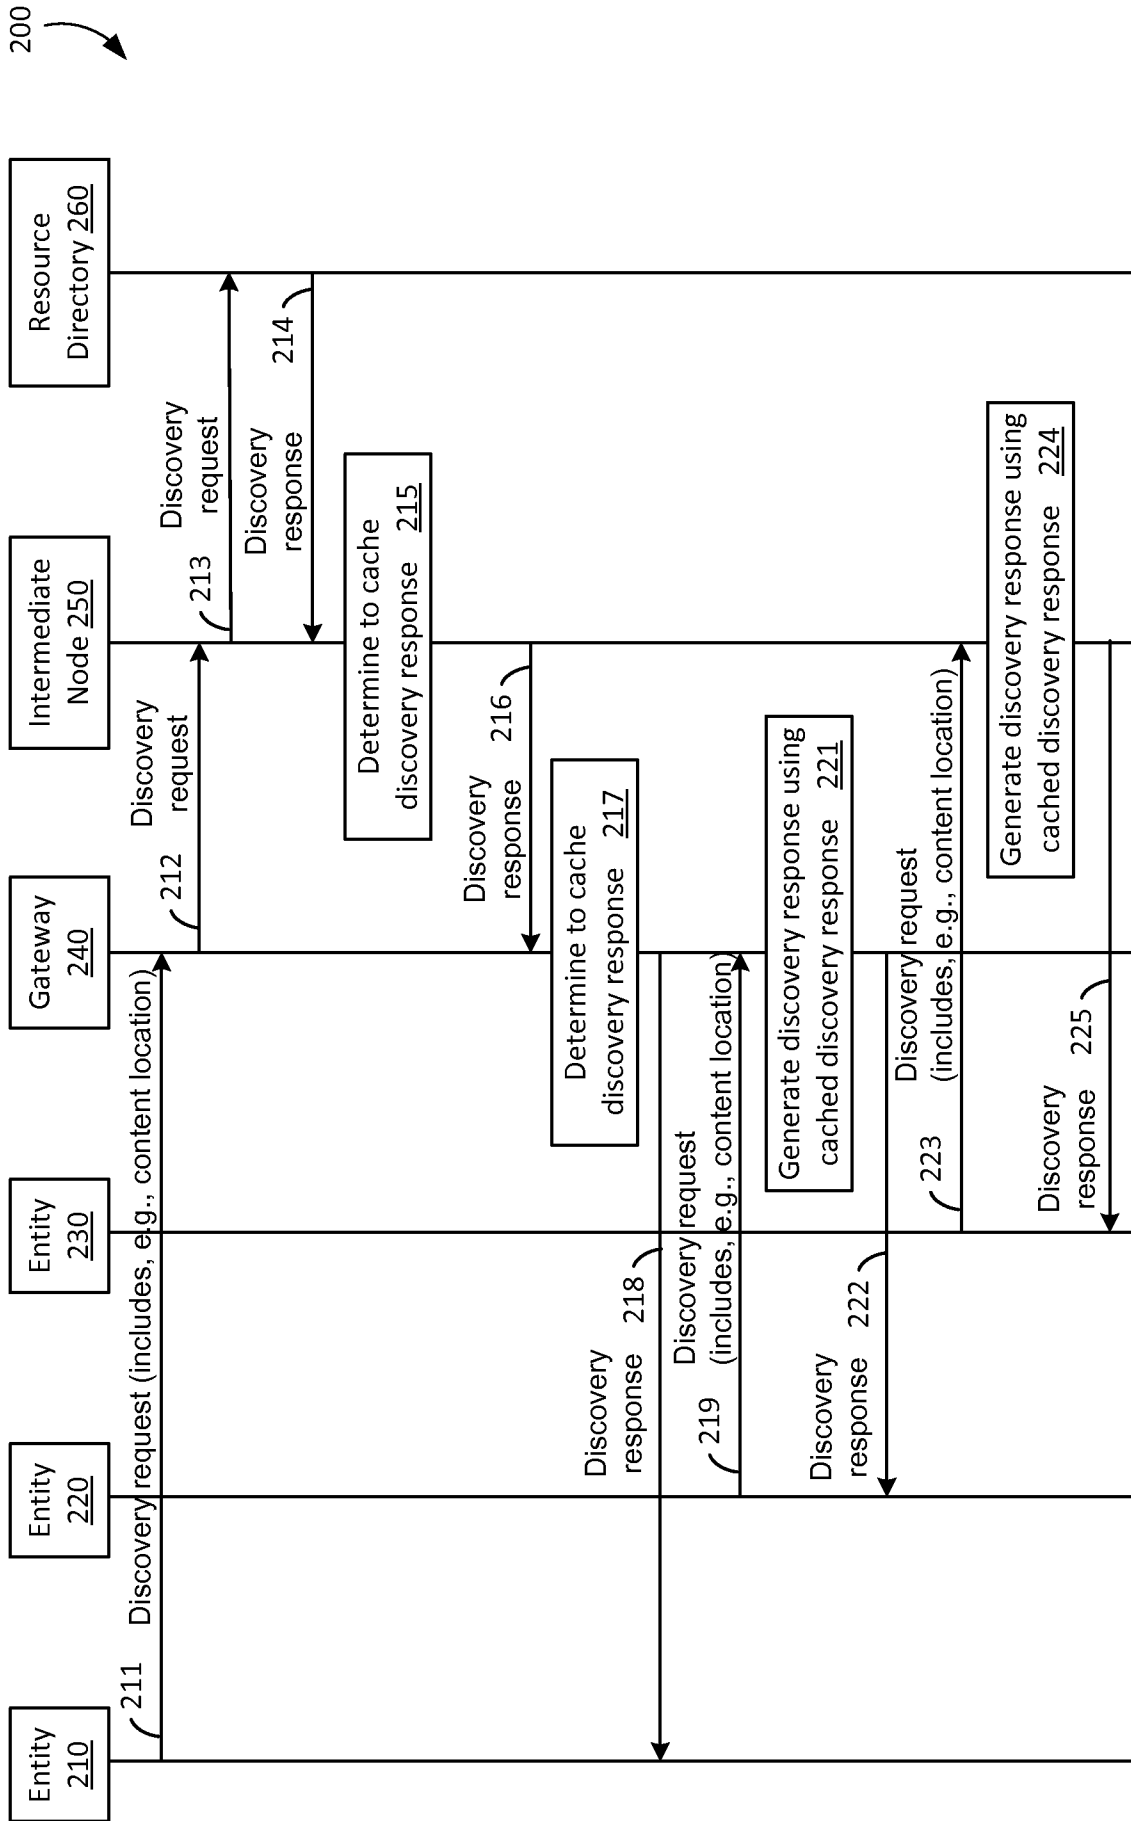 200
Entity
210
Entity
220
Entity
230
Gateway
240
Intermediate
Node 250
Resource
Directory 260
211
Discovery request (includes, e.g., content location)
212
Discovery
request
213
Discovery
request
Discovery
response
214
Determine to cache
discovery response 215
Discovery
response
216
Determine to cache
discovery response 217
Discovery
response 218
219
Discovery request
(includes, e.g., content location)
Generate discovery response using
cached discovery response 221
Discovery
response 222
223
Discovery request
(includes, e.g., content location)
Generate discovery response using
cached discovery response 224
Discovery
response 225